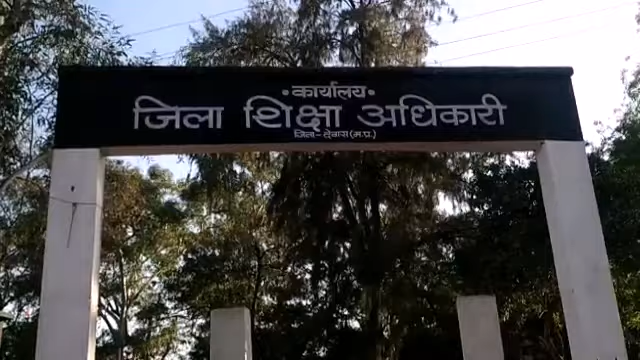 •कार्यालय•
जिला शिक्षा अधिकारी
जिला-देवास (म.प्र.)